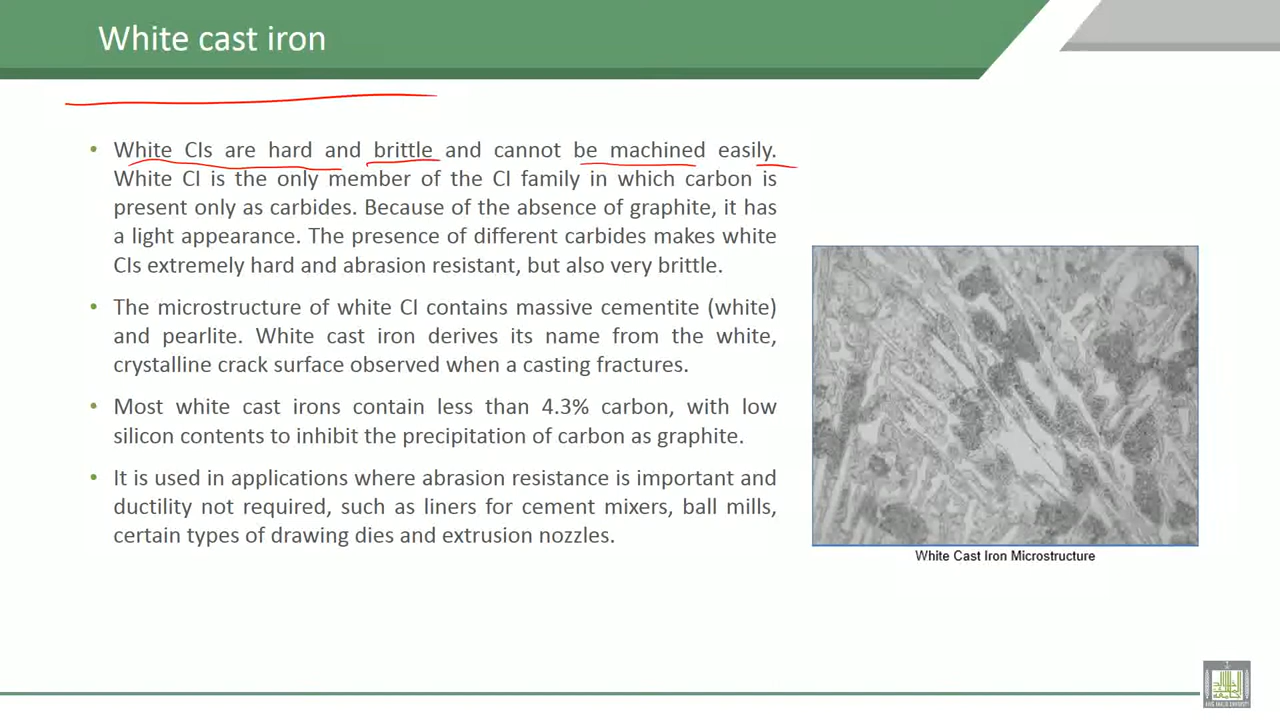 White cast iron
• White CIs are hard and brittle and cannot be machined easily.
White CI is the only member of the CI family in which carbon is
present only as carbides. Because of the absence of graphite, it has
a light appearance. The presence of different carbides makes white
CIs extremely hard and abrasion resistant, but also very brittle.
• The microstructure of white CI contains massive cementite (white)
and pearlite. White cast iron derives its name from the white,
crystalline crack surface observed when a casting fractures.
• Most white cast irons contain less than 4.3% carbon, with low
silicon contents to inhibit the precipitation of carbon as graphite.
• It is used in applications where abrasion resistance is important and
ductility not required, such as liners for cement mixers, ball mills,
certain types of drawing dies and extrusion nozzles.
White Cast Iron Microstructure
KING KHALID UNIVERSITY